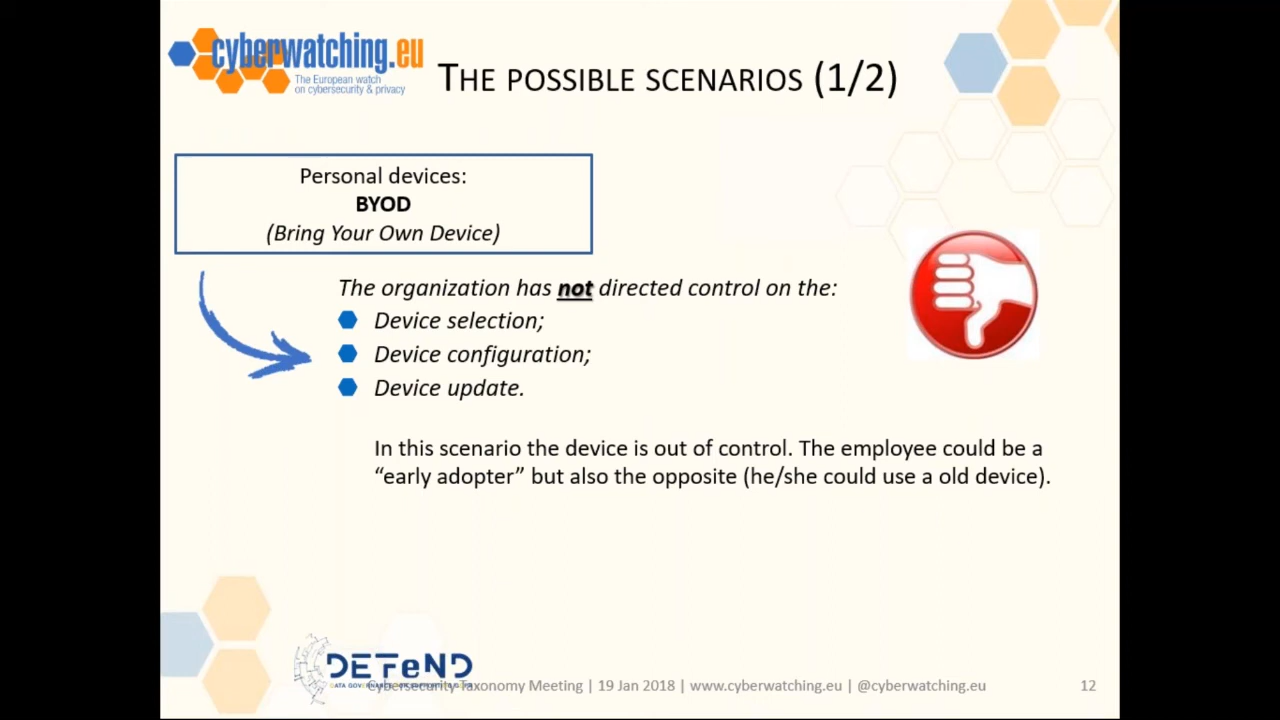 cyberwatching.eu
The European watch
on cybersecurity & privacy
THE POSSIBLE SCENARIOS (1/2)
Personal devices:
BYOD
(Bring Your Own Device)
The organization has not directed control on the:
Device selection;
Device configuration;
Device update.
In this scenario the device is out of control. The employee could be a
“early adopter” but also the opposite (he/she could use a old device).
DEFeND
Cybersecurity Taxonomy Meeting | 19 Jan 2018 | www.cyberwatching.eu | @cyberwatching.eu
12